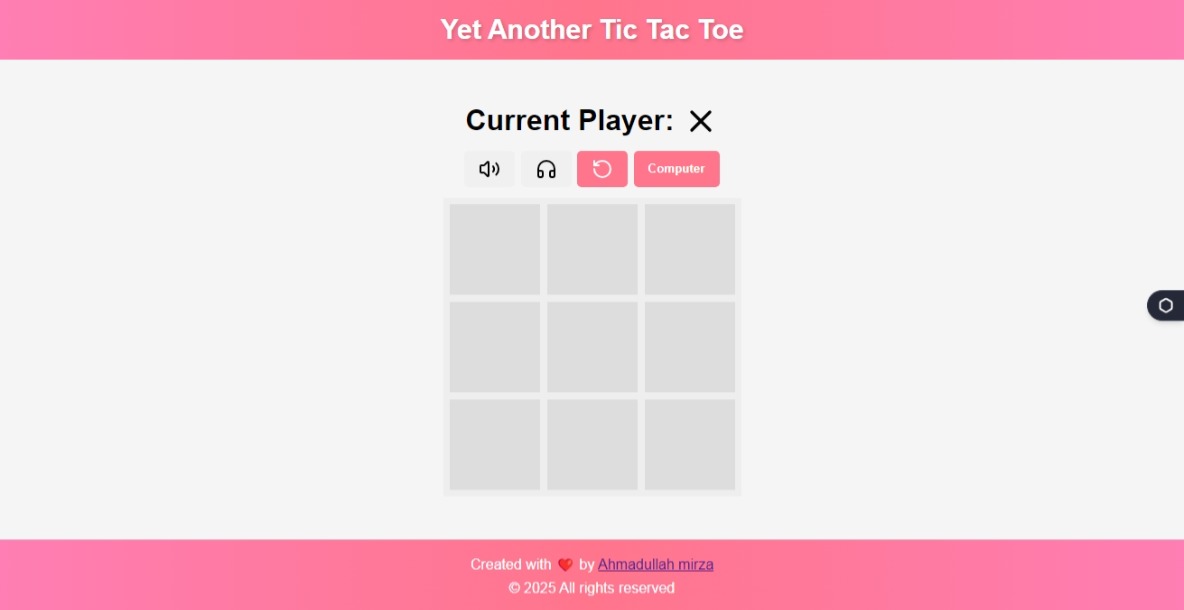 Yet Another Tic Tac Toe
Current Player:
Computer
Created with ❤️ by Ahmadullah mirza
© 2025 All rights reserved